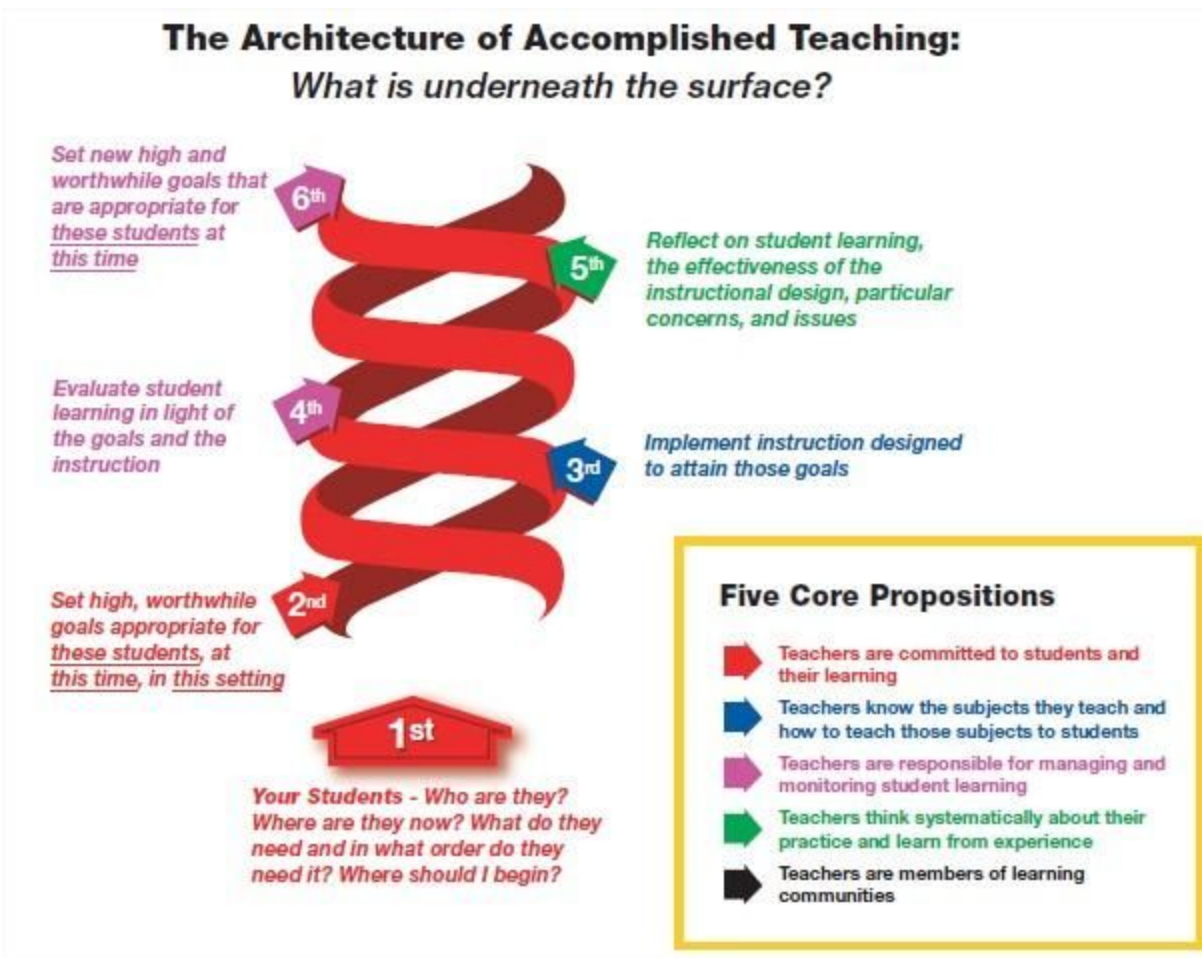 The Architecture of Accomplished Teaching:
What is underneath the surface?
Set new high and
worthwhile goals that
are appropriate for
these students at
this time
6th
5th
Reflect on student learning,
the effectiveness of the
instructional design, particular
concerns, and issues
Evaluate student
learning in light of
the goals and the
instruction
4th
3rd
Implement instruction designed
to attain those goals
Set high, worthwhile
goals appropriate for
these students, at
this time, in this setting
2nd
1st
Your Students - Who are they?
Where are they now? What do they
need and in what order do they
need it? Where should I begin?
Five Core Propositions
Teachers are committed to students and
their learning
Teachers know the subjects they teach and
how to teach those subjects to students
Teachers are responsible for managing and
monitoring student learning
Teachers think systematically about their
practice and learn from experience
Teachers are members of learning
communities